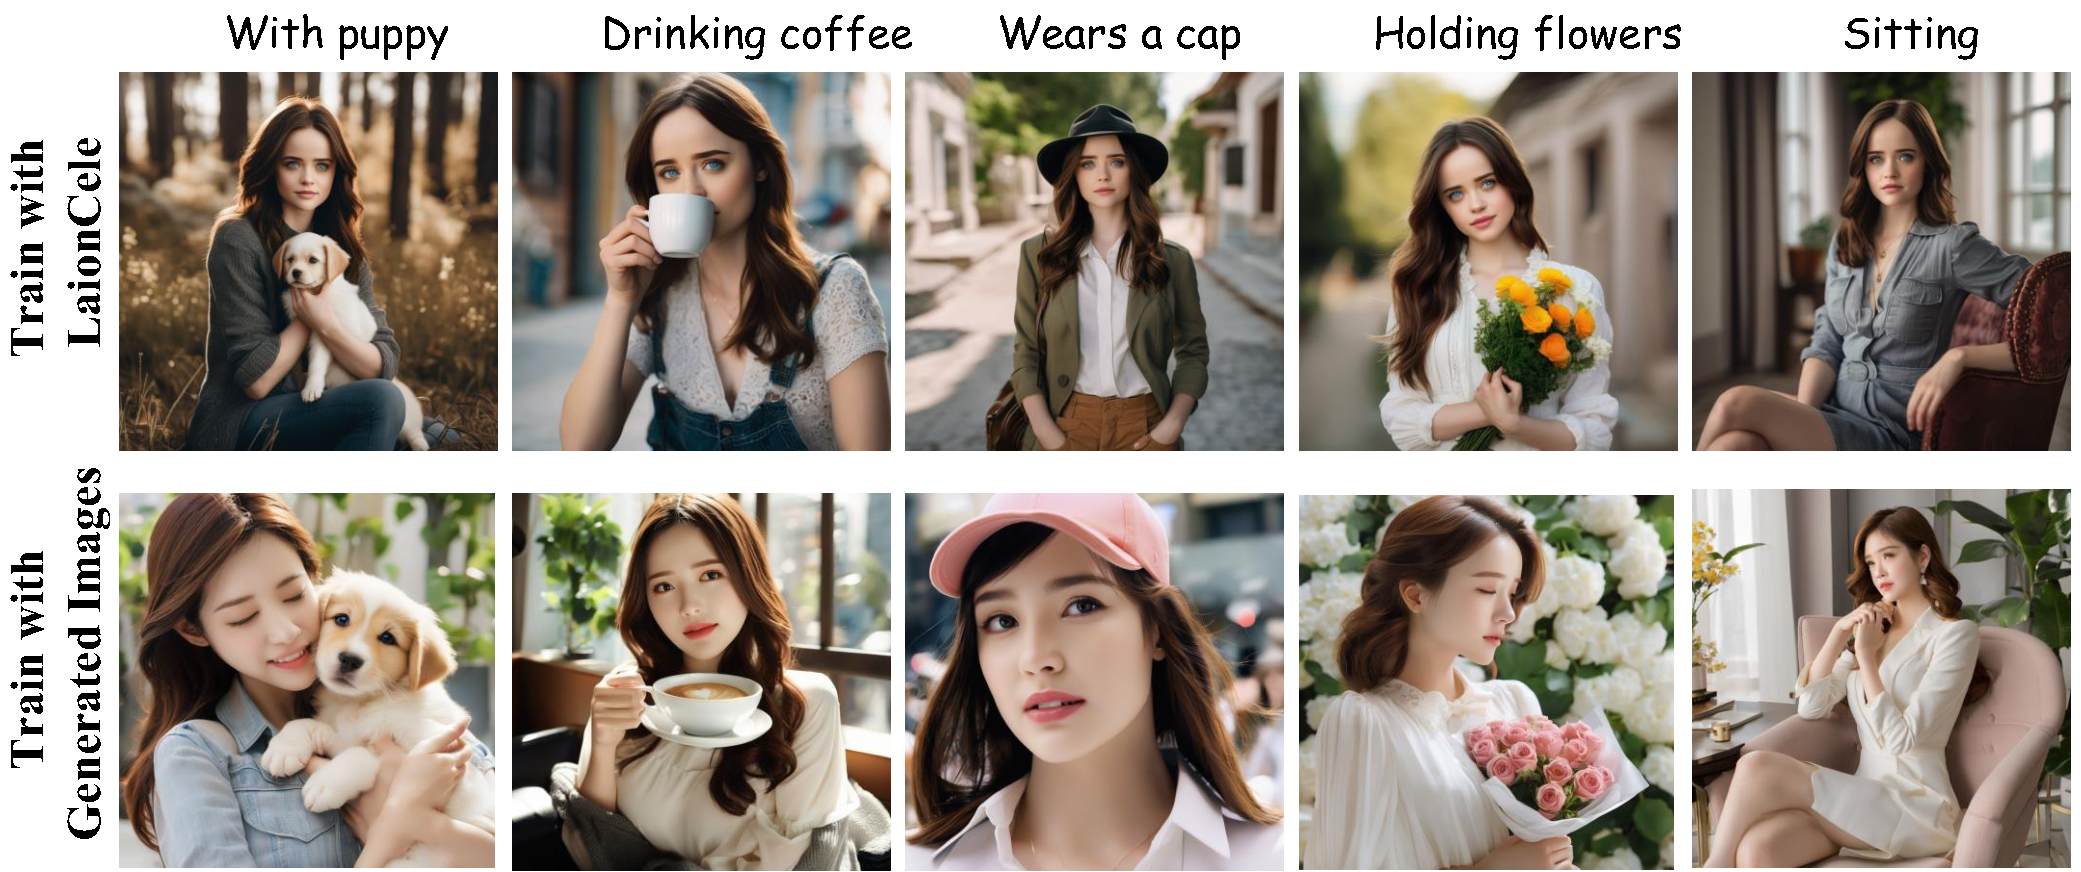 With puppy
Drinking coffee
Wears a cap
Holding flowers
Sitting
Train with
LaionCele
Train with
Generated Images